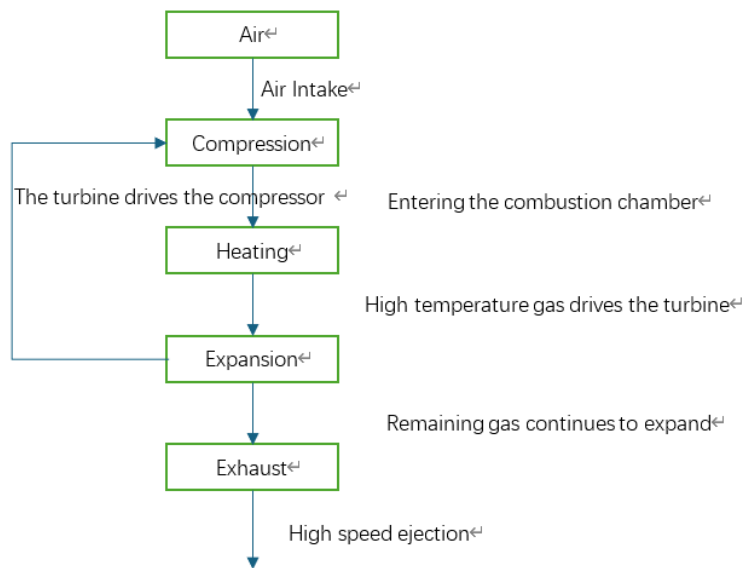 Air↵
Air Intake↵
Compression↵
The turbine drives the compressor ↵
Entering the combustion chamber↵
Heating↵
High temperature gas drives the turbine↵
Expansion↵
Remaining gas continues to expand↵
Exhaust↵
High speed ejection↵